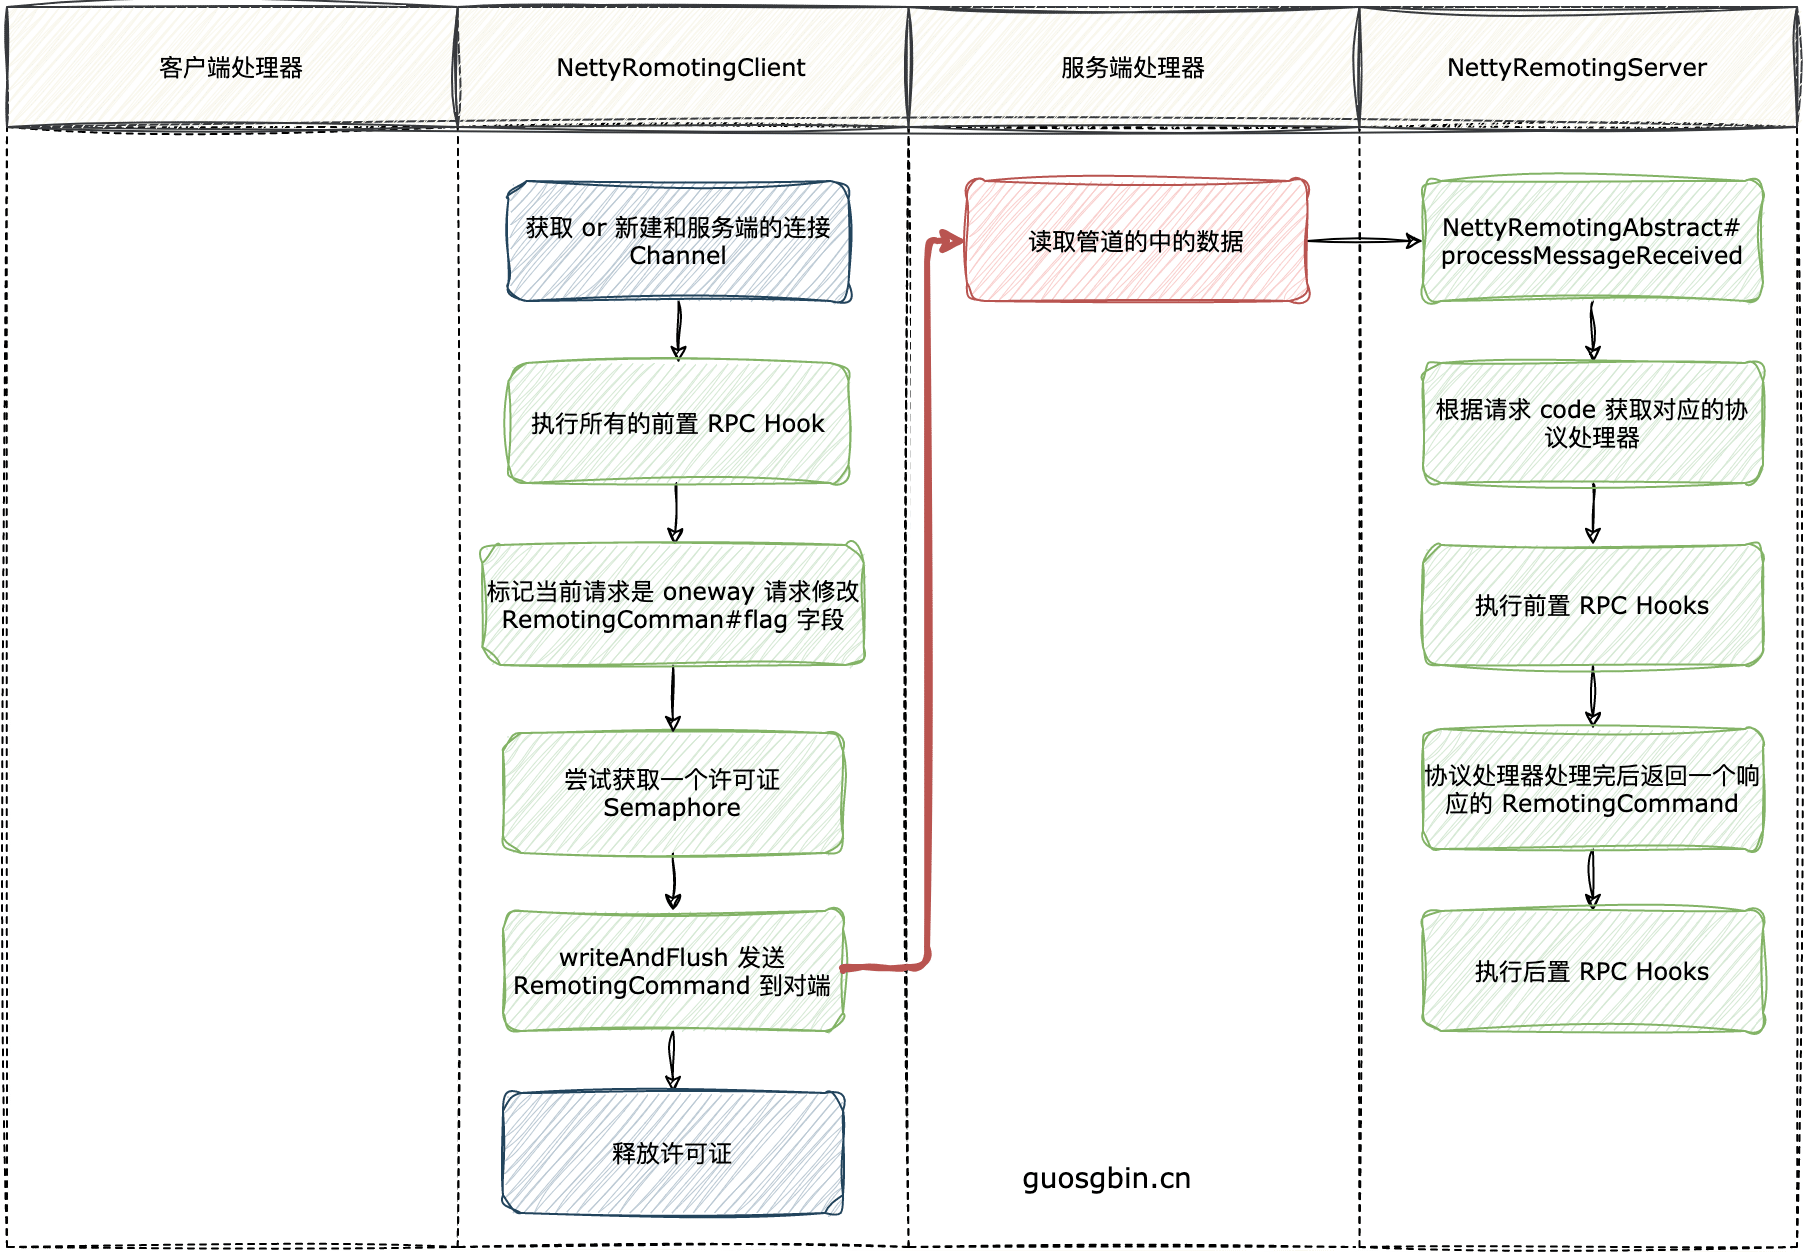 客户端处理器
NettyRomotingClient
服务端处理器
NettyRemotingServer
获取 or 新建和服务端的连接
Channel
执行所有的前置 RPC Hook
标记当前请求是 oneway 请求修改
RemotingComman#flag 字段
尝试获取一个许可证
Semaphore
writeAndFlush 发送
RemotingCommand 到对端
释放许可证
读取管道的中的数据
guosgbin.cn
NettyRemotingAbstract#
processMessageReceived
根据请求 code 获取对应的协
议处理器
执行前置 RPC Hooks
协议处理器处理完后返回一个响
应的 RemotingCommand
执行后置 RPC Hooks